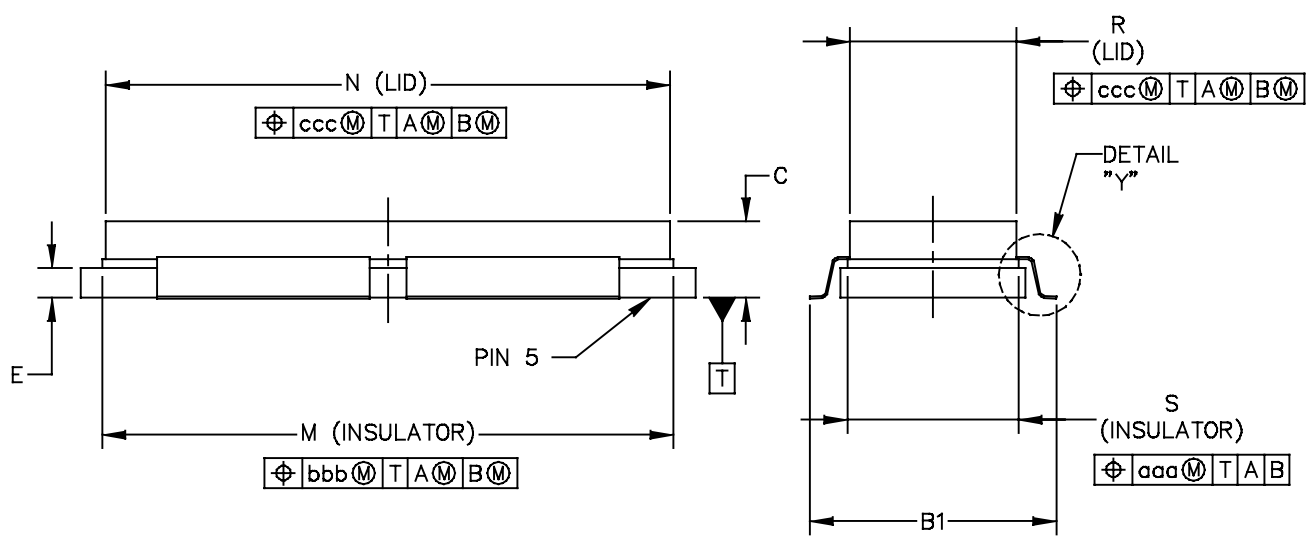 N (LID)
⌖ ccc Ⓜ T A Ⓜ B Ⓜ
C
E
PIN 5
T
M (INSULATOR)
⌖ bbb Ⓜ T A Ⓜ B Ⓜ
R
(LID)
⌖ ccc Ⓜ T A Ⓜ B Ⓜ
DETAIL
"Y"
S
(INSULATOR)
⌖ aaa Ⓜ T A B
B1